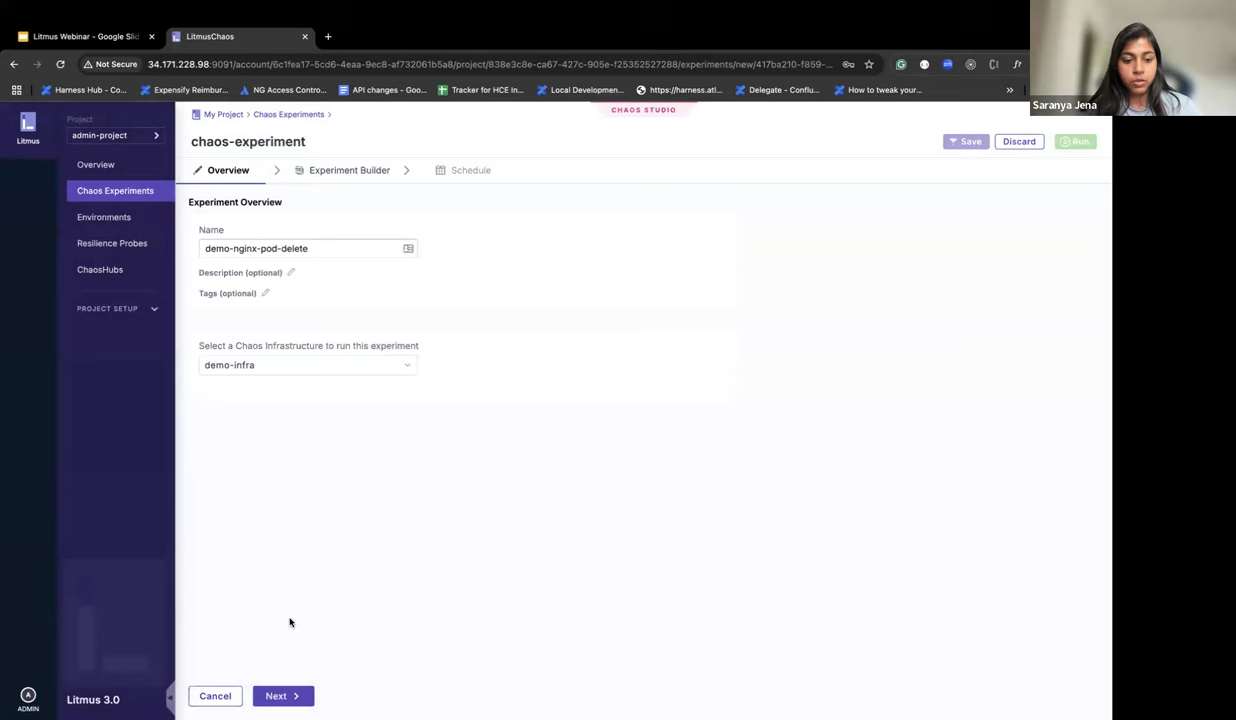 Litmus Webinar - Google Slid
LitmusChaos
Not Secure
34.171.228.98:9091/account/6c1fea17-5cd6-4eaa-9ec8-af732061b5a8/project/838e3c8e-ca67-427c-905e-f25352527288/experiments/new/417ba210-f859-...
Harness Hub - Co...
Expensify Reimbur...
NG Access Contro...
API changes - Goo...
Tracker for HCE In...
Local Developmen...
https://harness.atl...
Delegate - Conflu...
How to tweak your...
»
Saranya Jena
Litmus
Project
admin-project
Overview
Chaos Experiments
Environments
Resilience Probes
ChaosHubs
PROJECT SETUP
ADMIN
Litmus 3.0
My Project > Chaos Experiments >
CHAOS STUDIO
chaos-experiment
Save
Discard
Run
Overview
Experiment Builder
Schedule
Experiment Overview
Name
demo-nginx-pod-delete
Description (optional)
Tags (optional)
Select a Chaos Infrastructure to run this experiment
demo-infra
Cancel
Next